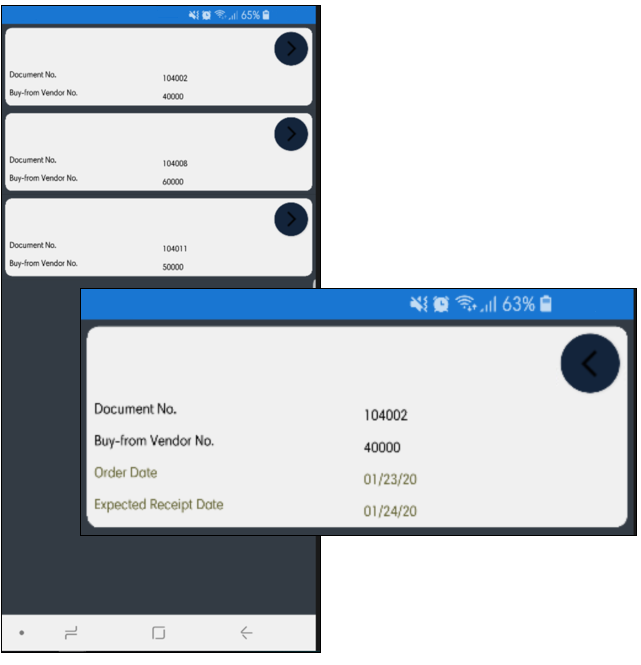 65%
Document No. 104002
Buy-from Vendor No. 40000
Document No. 104008
Buy-from Vendor No. 60000
Document No. 104011
Buy-from Vendor No. 50000
63%
Document No. 104002
Buy-from Vendor No. 40000
Order Date 01/23/20
Expected Receipt Date 01/24/20